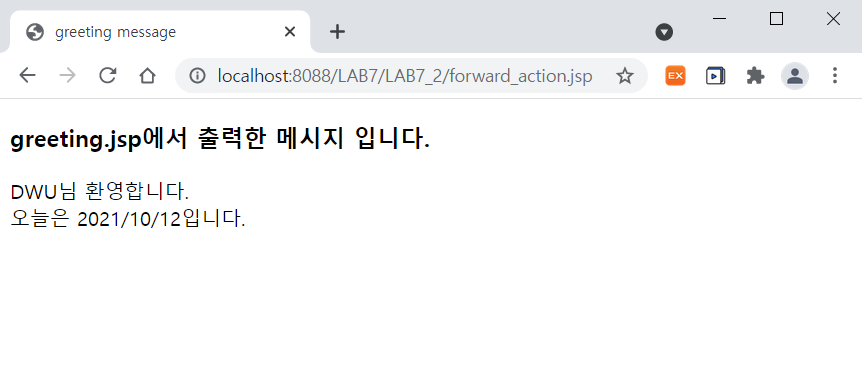 greeting message
localhost:8088/LAB7/LAB7_2/forward_action.jsp
EX
greeting.jsp에서 출력한 메시지 입니다.
DWU님 환영합니다.
오늘은 2021/10/12입니다.